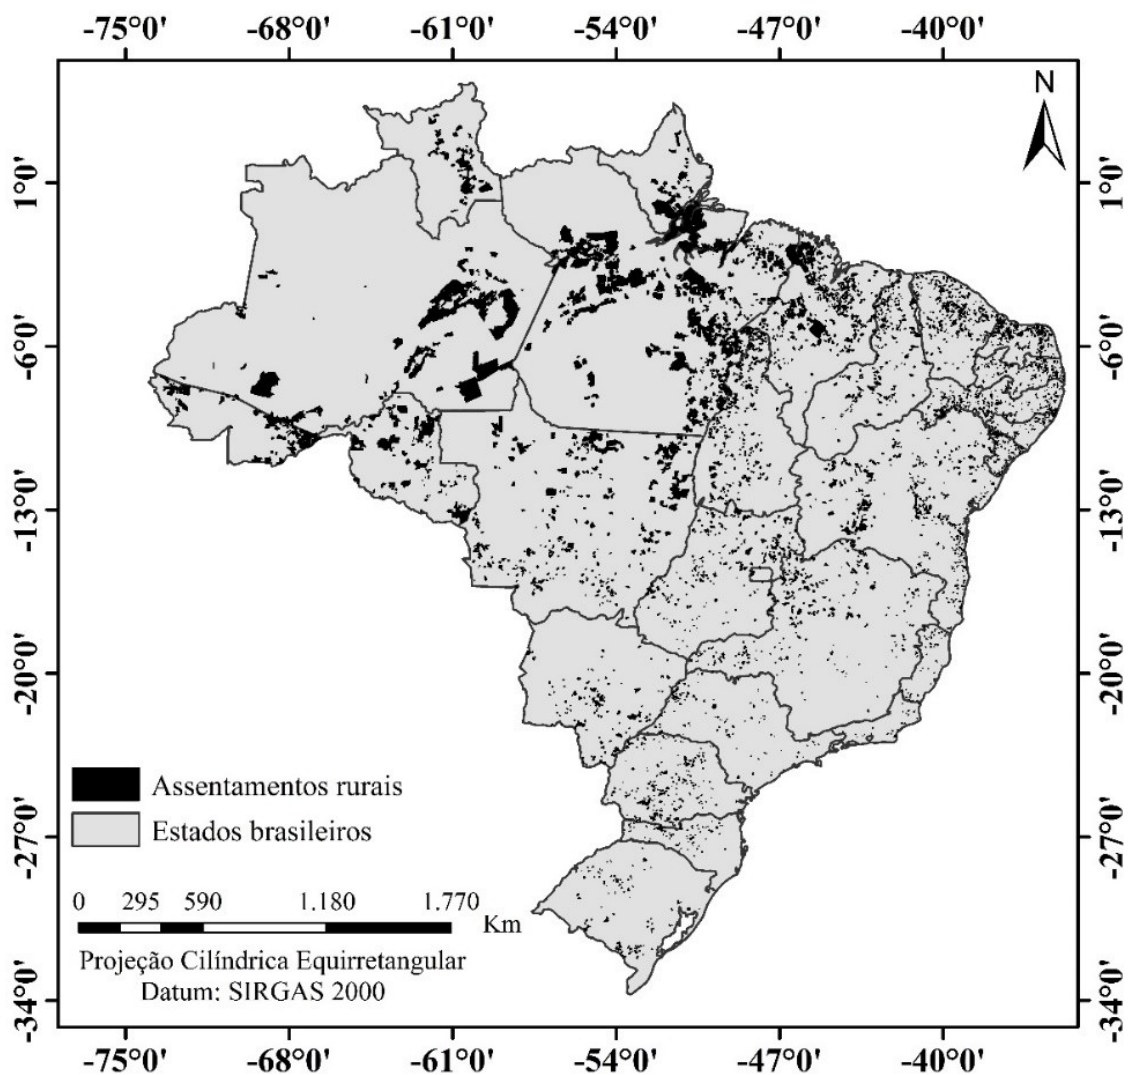 -75°0' -68°0' -61°0' -54°0' -47°0' -40°0'
N
1°0' 1°0'
-6°0' -6°0'
-13°0' -13°0'
-20°0' -20°0'
-27°0' -27°0'
-34°0' -34°0'
Assentamentos rurais
Estados brasileiros
0 295 590 1.180 1.770
Km
Projeção Cilíndrica Equirretangular
Datum: SIRGAS 2000
-75°0' -68°0' -61°0' -54°0' -47°0' -40°0'